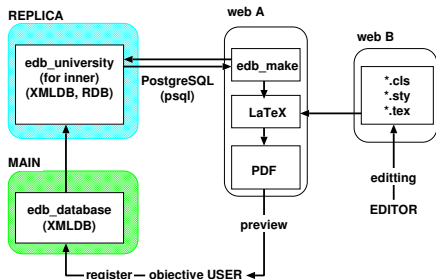 REPLICA
edb_university
(for inner)
(XMLDB, RDB)
MAIN
edb_database
(XMLDB)
PostgreSQL
(psql)
web A
edb_make
LaTeX
PDF
preview
register
objective USER
web B
*.cls
*.sty
*.tex
editting
EDITOR